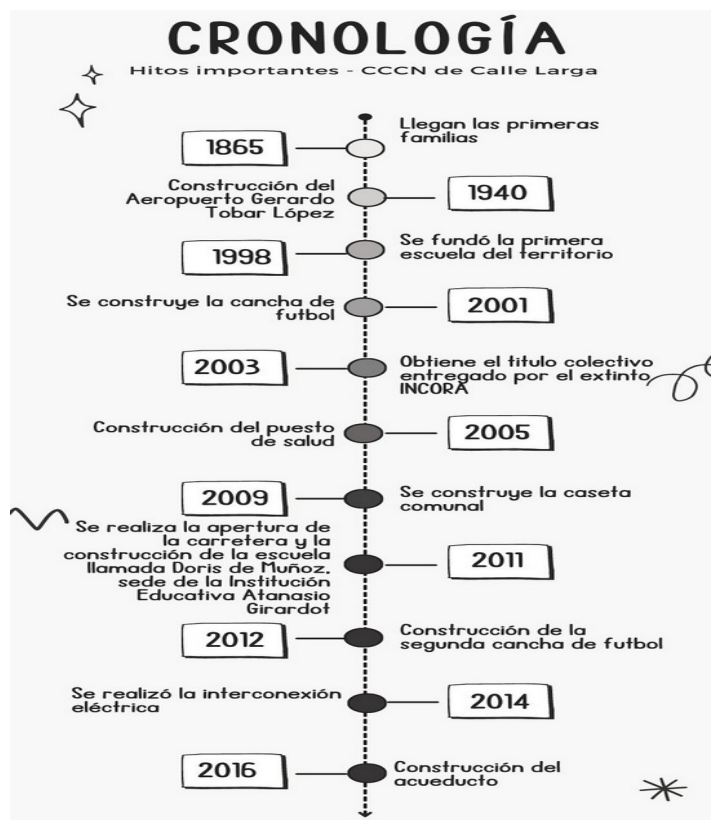 CRONOLOGÍA
Hitos importantes - CCCN de Calle Larga
1865
Llegan las primeras
familias
Construcción del
Aeropuerto Gerardo
Tobar López
1940
1998
Se fundó la primera
escuela del territorio
Se construye la cancha de
futbol
2001
2003
Obtiene el titulo colectivo
entregado por el extinto
INCORA
Construcción del puesto
de salud
2005
2009
Se construye la caseta
comunal
Se realiza la apertura de
la carretera y la
construcción de la escuela
llamada Doris de Muñoz,
sede de la Institución
Educativa Atanasio
Girardot
2011
2012
Construcción de la
segunda cancha de futbol
Se realizó la interconexión
eléctrica
2014
2016
Construcción del
acueducto